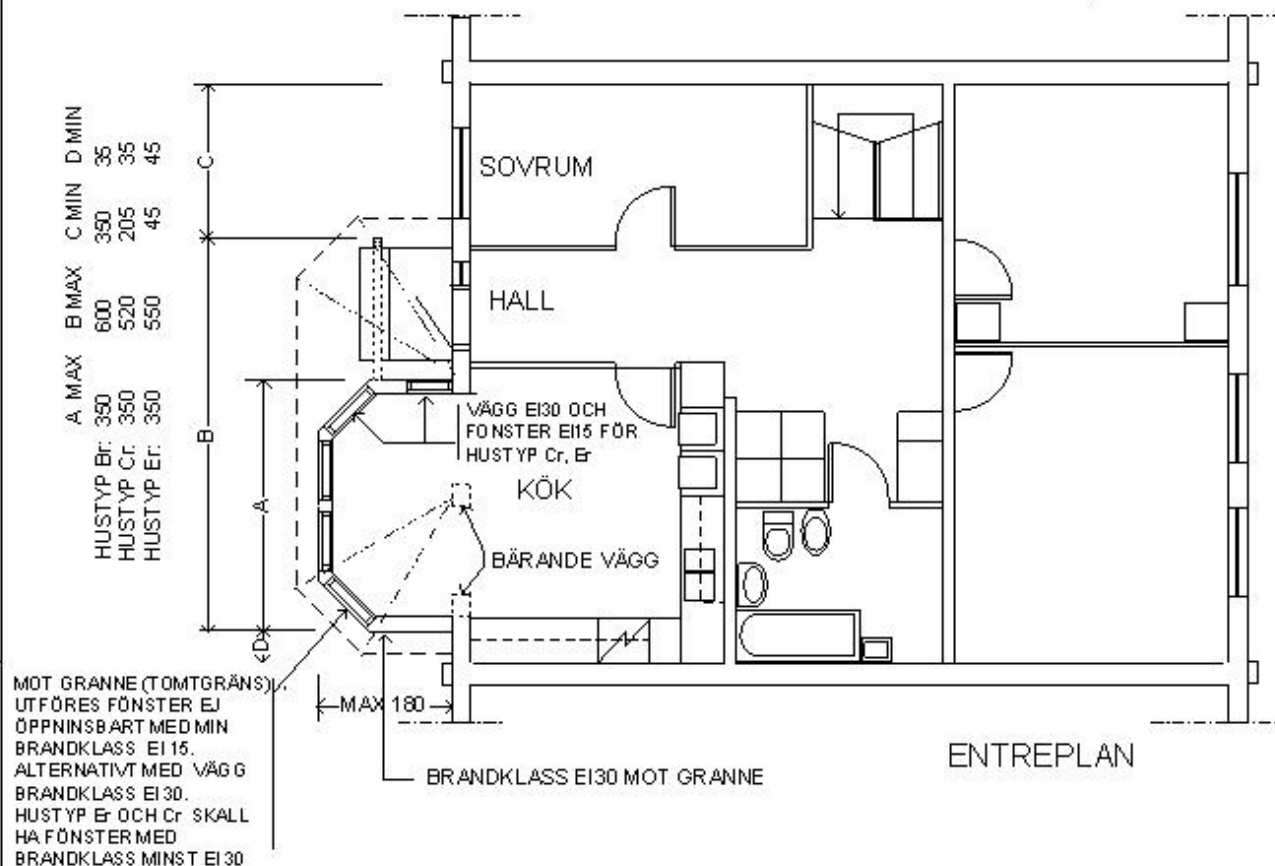 A MAX B MAX C MIN D MIN
HUSTYP Br: 350 600 350 35
HUSTYP Cr: 350 520 205 35
HUSTYP Er: 350 550 45 45
C
B
A
D
SOVRUM
HALL
VÄGG EI30 OCH
FONSTER EI15 FÖR
HUSTYP Cr, Er
KÖK
BÄRANDE VÄGG
MAX 180
MOT GRANNE (TOMTGRÄNS)
UTFÖRES FÖNSTER EJ
ÖPPNINSBART MED MIN
BRANDKLASS EI 15.
ALTERNATIVT MED VÄGG
BRANDKLASS EI 30.
HUSTYP Er OCH Cr SKALL
HA FÖNSTER MED
BRANDKLASS MINST EI 30
BRANDKLASS EI30 MOT GRANNE
ENTREPLAN